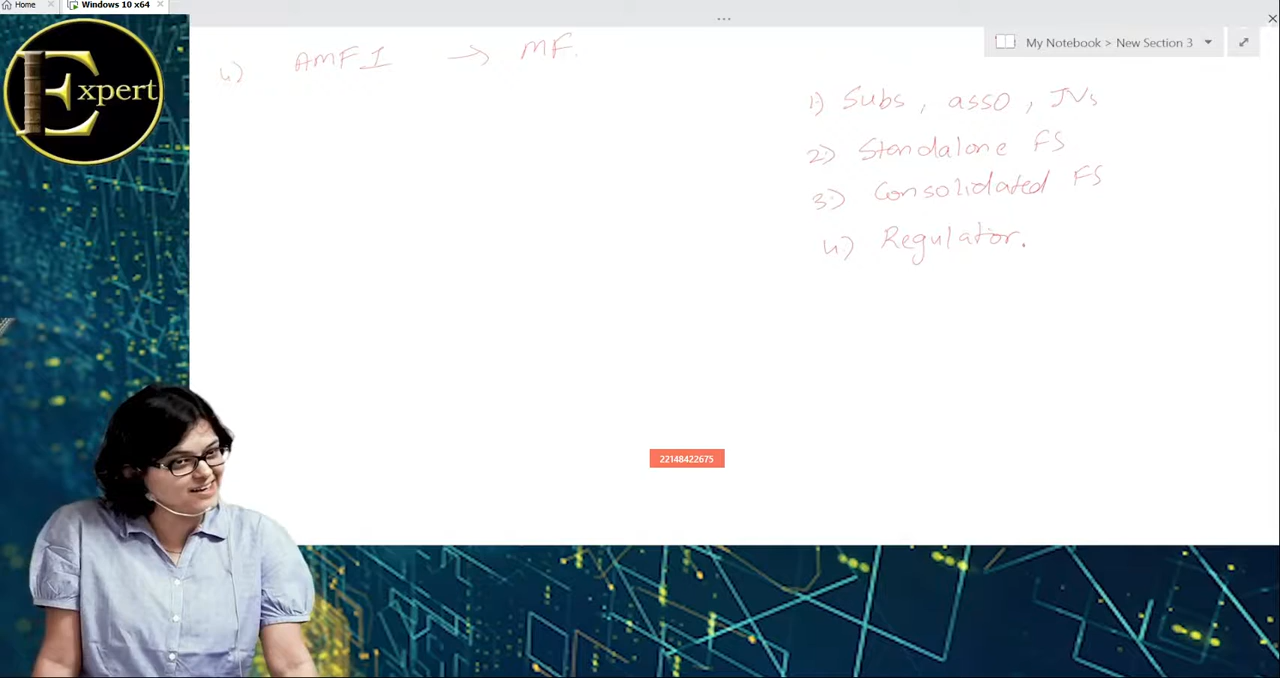 Home
Windows 10 x64
Expert
My Notebook > New Section 3
4.) AMFI → MF.
1.) Subs, asso, JVs
2.) Standalone FS
3.) Consolidated FS
4.) Regulator.
22148422675